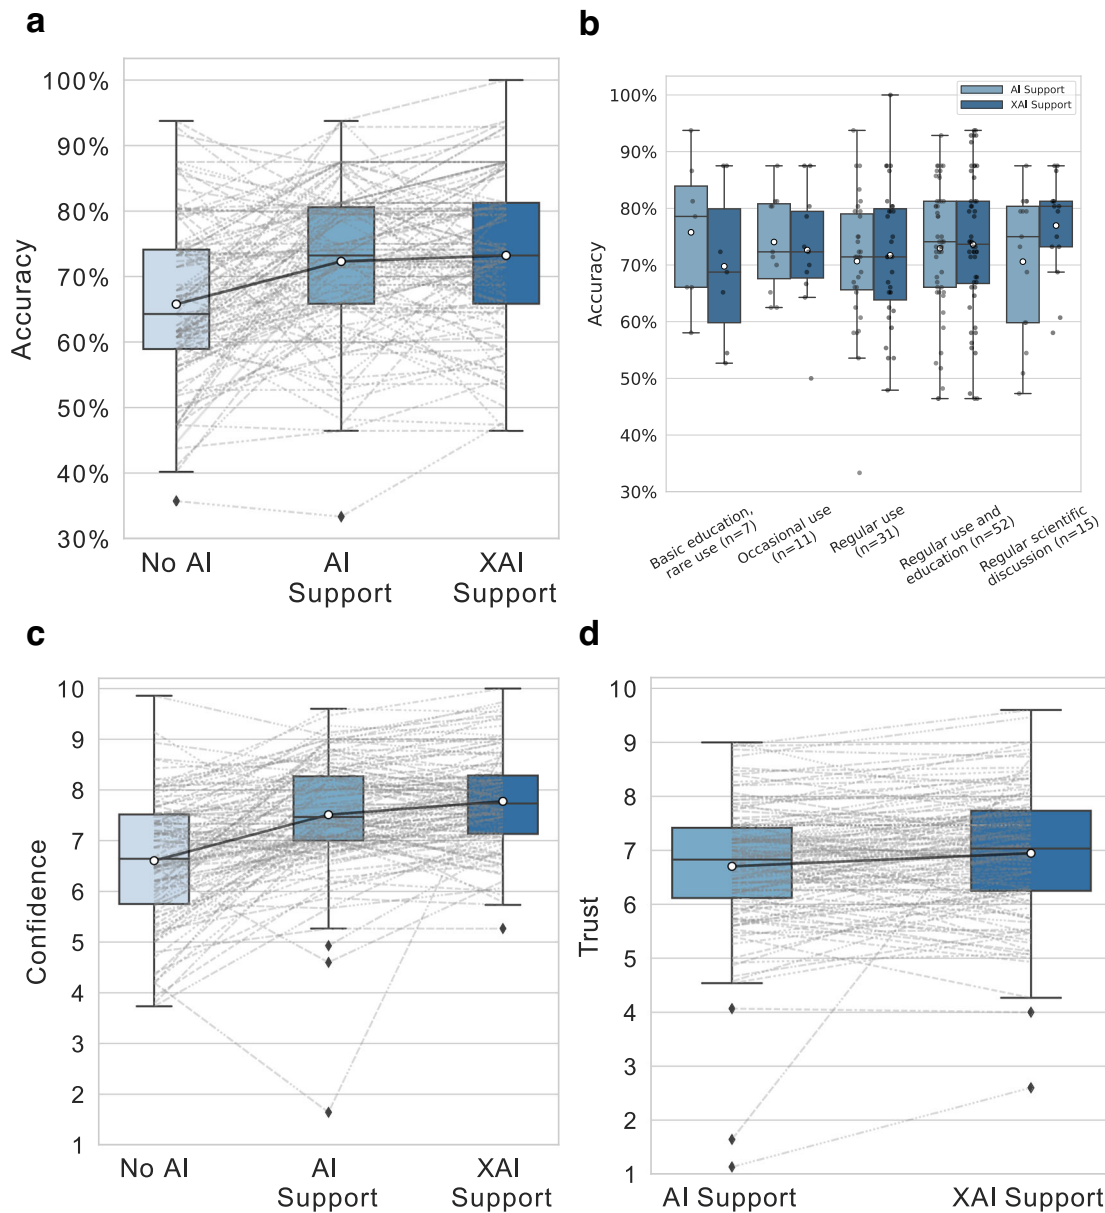 a
100%
90%
80%
70%
60%
50%
40%
30%
Accuracy
No AI
AI
Support
XAI
Support
b
100%
90%
80%
70%
60%
50%
40%
30%
Accuracy
AI Support
XAI Support
Basic education,
rare use (n=7)
Occasional use
(n=11)
Regular use
(n=31)
Regular use and
education (n=52)
Regular scientific
discussion (n=15)
c
10
9
8
7
6
5
4
3
2
1
Confidence
No AI
AI
Support
XAI
Support
d
10
9
8
7
6
5
4
3
2
1
Trust
AI Support
XAI Support